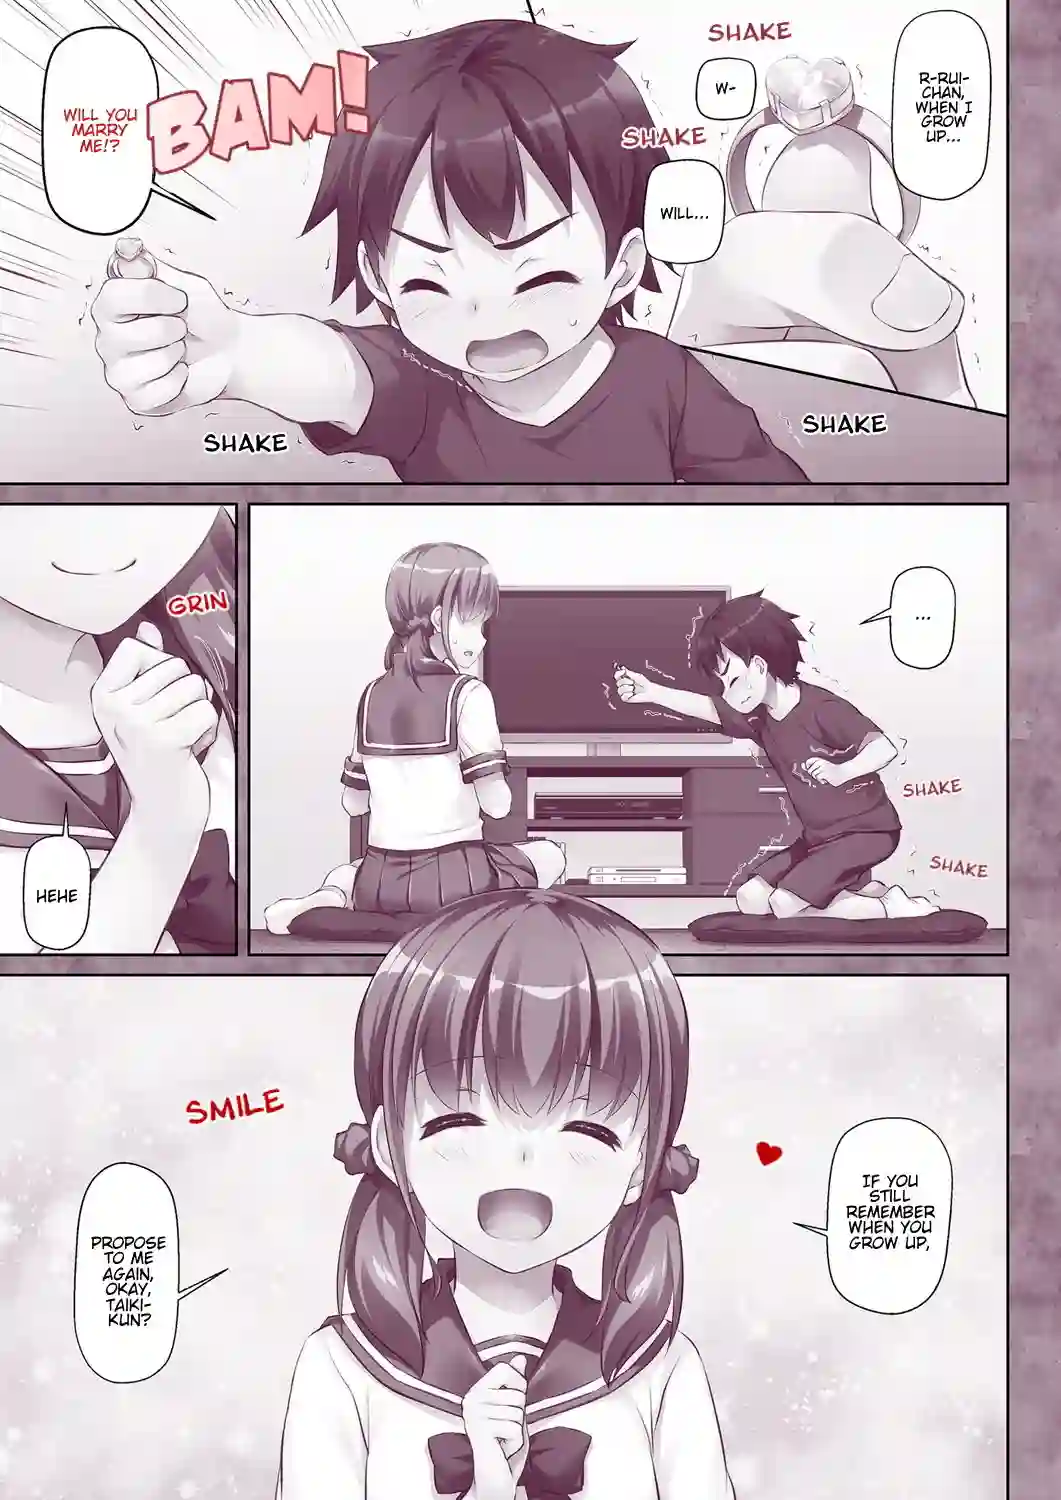 R-RUI-
CHAN,
WHEN I
GROW
UP...
SHAKE
W-
SHAKE
WILL...
BAM!
WILL YOU
MARRY
ME!?
SHAKE
SHAKE
...
SHAKE
SHAKE
GRIN
HEHE
IF YOU
STILL
REMEMBER
WHEN YOU
GROW UP,
SMILE
PROPOSE
TO ME
AGAIN,
OKAY,
TAIKI-
KUN?